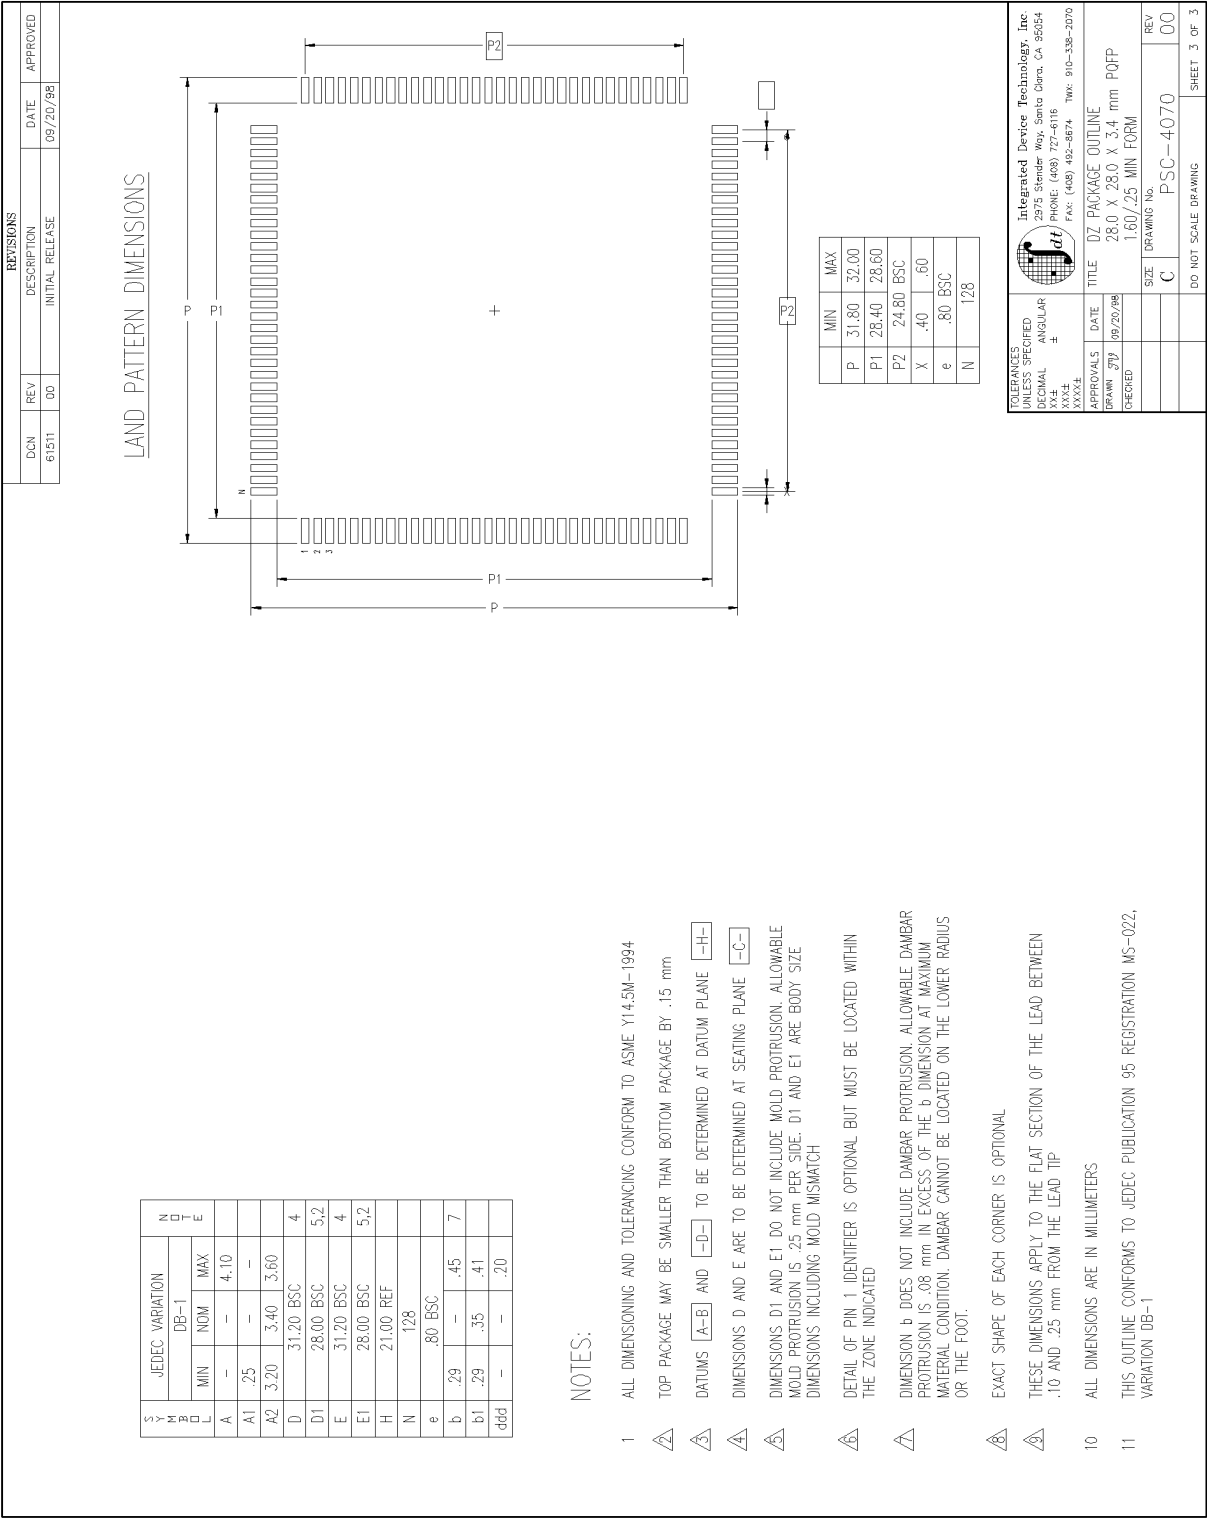 REVISIONS
DCN REV DESCRIPTION DATE APPROVED
61511 00 INITIAL RELEASE 09/20/98
LAND PATTERN DIMENSIONS
P
P1
P2
P2
N
1
2
3
P1
P
X
MIN MAX
P 31.80 32.00
P1 28.40 28.60
P2 24.80 BSC
X .40 .60
e .80 BSC
N 128
S Y M B O L
JEDEC VARIATION
N O T E
DB-1
MIN NOM MAX
A - - 4.10
A1 .25 - -
A2 3.20 3.40 3.60
D 31.20 BSC 4
D1 28.00 BSC 5,2
E 31.20 BSC 4
E1 28.00 BSC 5,2
H 21.00 REF
N 128
e .80 BSC
b .29 - .45 7
b1 .29 .35 .41
ddd - - .20
NOTES:
1 ALL DIMENSIONING AND TOLERANCING CONFORM TO ASME Y14.5M-1994
2 TOP PACKAGE MAY BE SMALLER THAN BOTTOM PACKAGE BY .15 mm
3 DATUMS A-B AND -D- TO BE DETERMINED AT DATUM PLANE -H-
4 DIMENSIONS D AND E ARE TO BE DETERMINED AT SEATING PLANE -C-
5 DIMENSIONS D1 AND E1 DO NOT INCLUDE MOLD PROTRUSION. ALLOWABLE
MOLD PROTRUSION IS .25 mm PER SIDE. D1 AND E1 ARE BODY SIZE
DIMENSIONS INCLUDING MOLD MISMATCH
6 DETAIL OF PIN 1 IDENTIFIER IS OPTIONAL BUT MUST BE LOCATED WITHIN
THE ZONE INDICATED
7 DIMENSION b DOES NOT INCLUDE DAMBAR PROTRUSION. ALLOWABLE DAMBAR
PROTRUSION IS .08 mm IN EXCESS OF THE b DIMENSION AT MAXIMUM
MATERIAL CONDITION. DAMBAR CANNOT BE LOCATED ON THE LOWER RADIUS
OR THE FOOT.
8 EXACT SHAPE OF EACH CORNER IS OPTIONAL
9 THESE DIMENSIONS APPLY TO THE FLAT SECTION OF THE LEAD BETWEEN
.10 AND .25 mm FROM THE LEAD TIP
10 ALL DIMENSIONS ARE IN MILLIMETERS
11 THIS OUTLINE CONFORMS TO JEDEC PUBLICATION 95 REGISTRATION MS-022,
VARIATION DB-1
TOLERANCES
UNLESS SPECIFIED
DECIMAL ANGULAR
XX± ±
XXX±
XXXX±
APPROVALS DATE
DRAWN 09/20/98
CHECKED
idt
Integrated Device Technology, Inc.
2975 Stender Way, Santa Clara, CA 95054
PHONE: (408) 727-6116
FAX: (408) 492-8674 TWX: 910-338-2070
TITLE DZ PACKAGE OUTLINE
28.0 X 28.0 X 3.4 mm PQFP
1.60/.25 MIN FORM
SIZE DRAWING No. REV
C PSC-4070 00
DO NOT SCALE DRAWING SHEET 3 OF 3